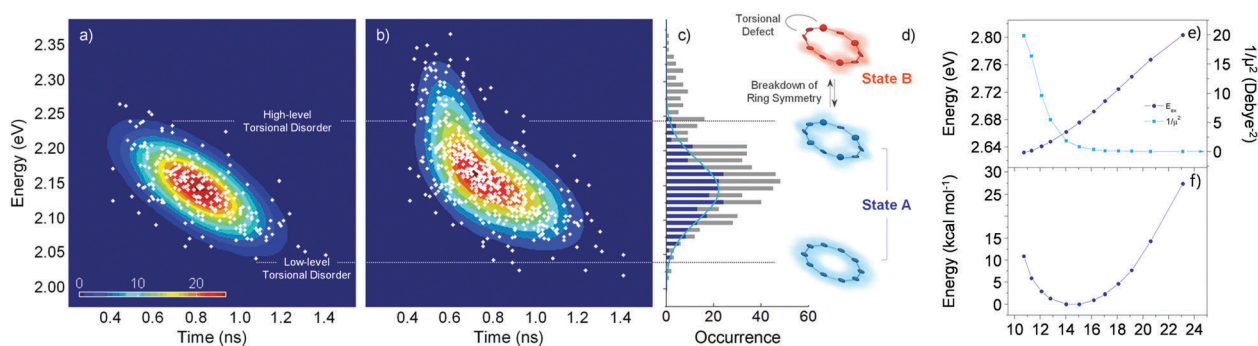 a)
2.35
2.30
2.25
2.20
2.15
2.10
2.05
2.00
Energy (eV)
High-level
Torsional Disorder
Low-level
Torsional Disorder
0 10 20
0.4 0.6 0.8 1.0 1.2 1.4
Time (ns)
b)
0.4 0.6 0.8 1.0 1.2 1.4
Time (ns)
c)
0 20 40 60
Occurrence
d)
Torsional
Defect
State B
Breakdown of
Ring Symmetry
State A
e)
2.80
2.76
2.72
2.68
2.64
Energy (eV)
20
15
10
5
0
1/μ² (Debye⁻²)
Eex
1/μ²
f)
30
25
15
10
5
0
Energy (kcal mol⁻¹)
10 12 14 16 18 20 22 24